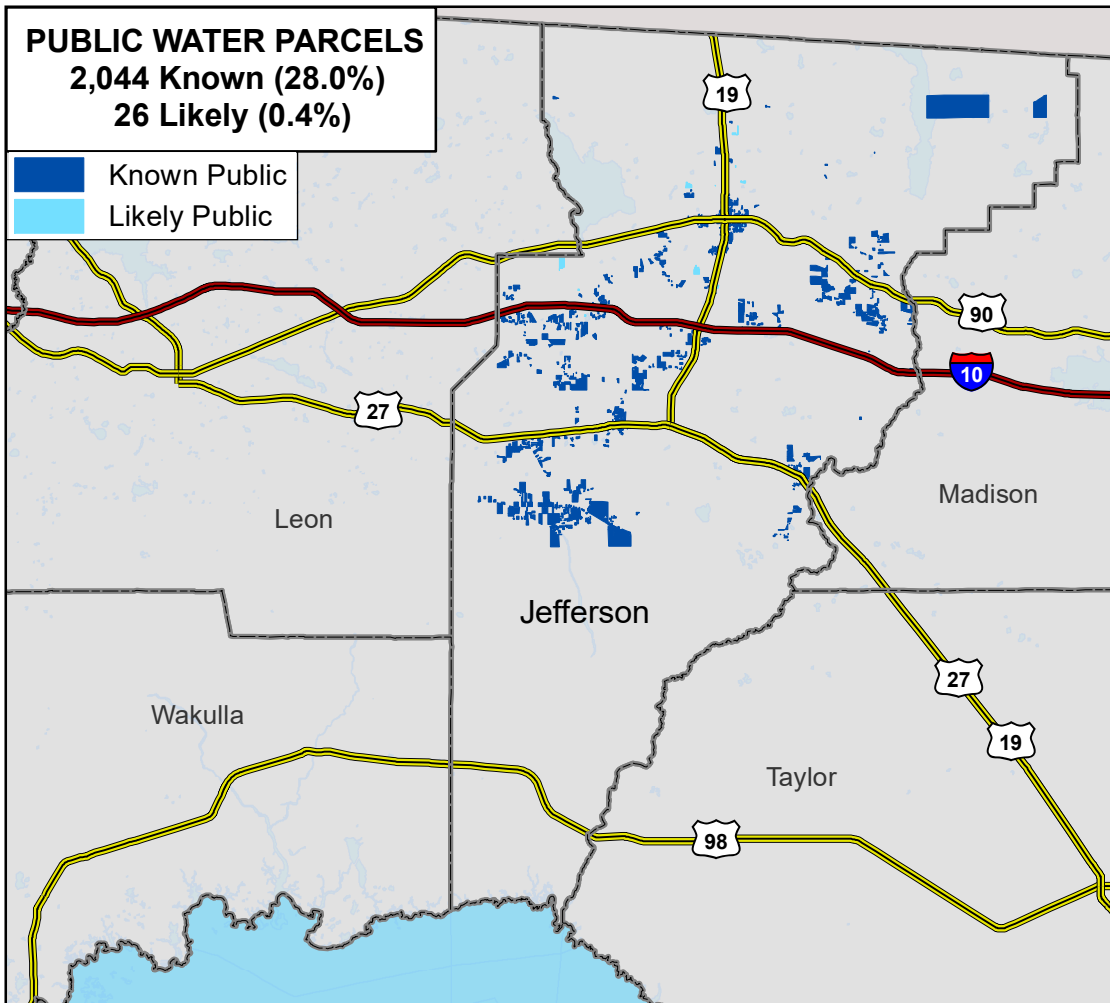 PUBLIC WATER PARCELS
2,044 Known (28.0%)
26 Likely (0.4%)
Known Public
Likely Public
19
90
10
27
Leon
Madison
Jefferson
27
Wakulla
19
Taylor
98